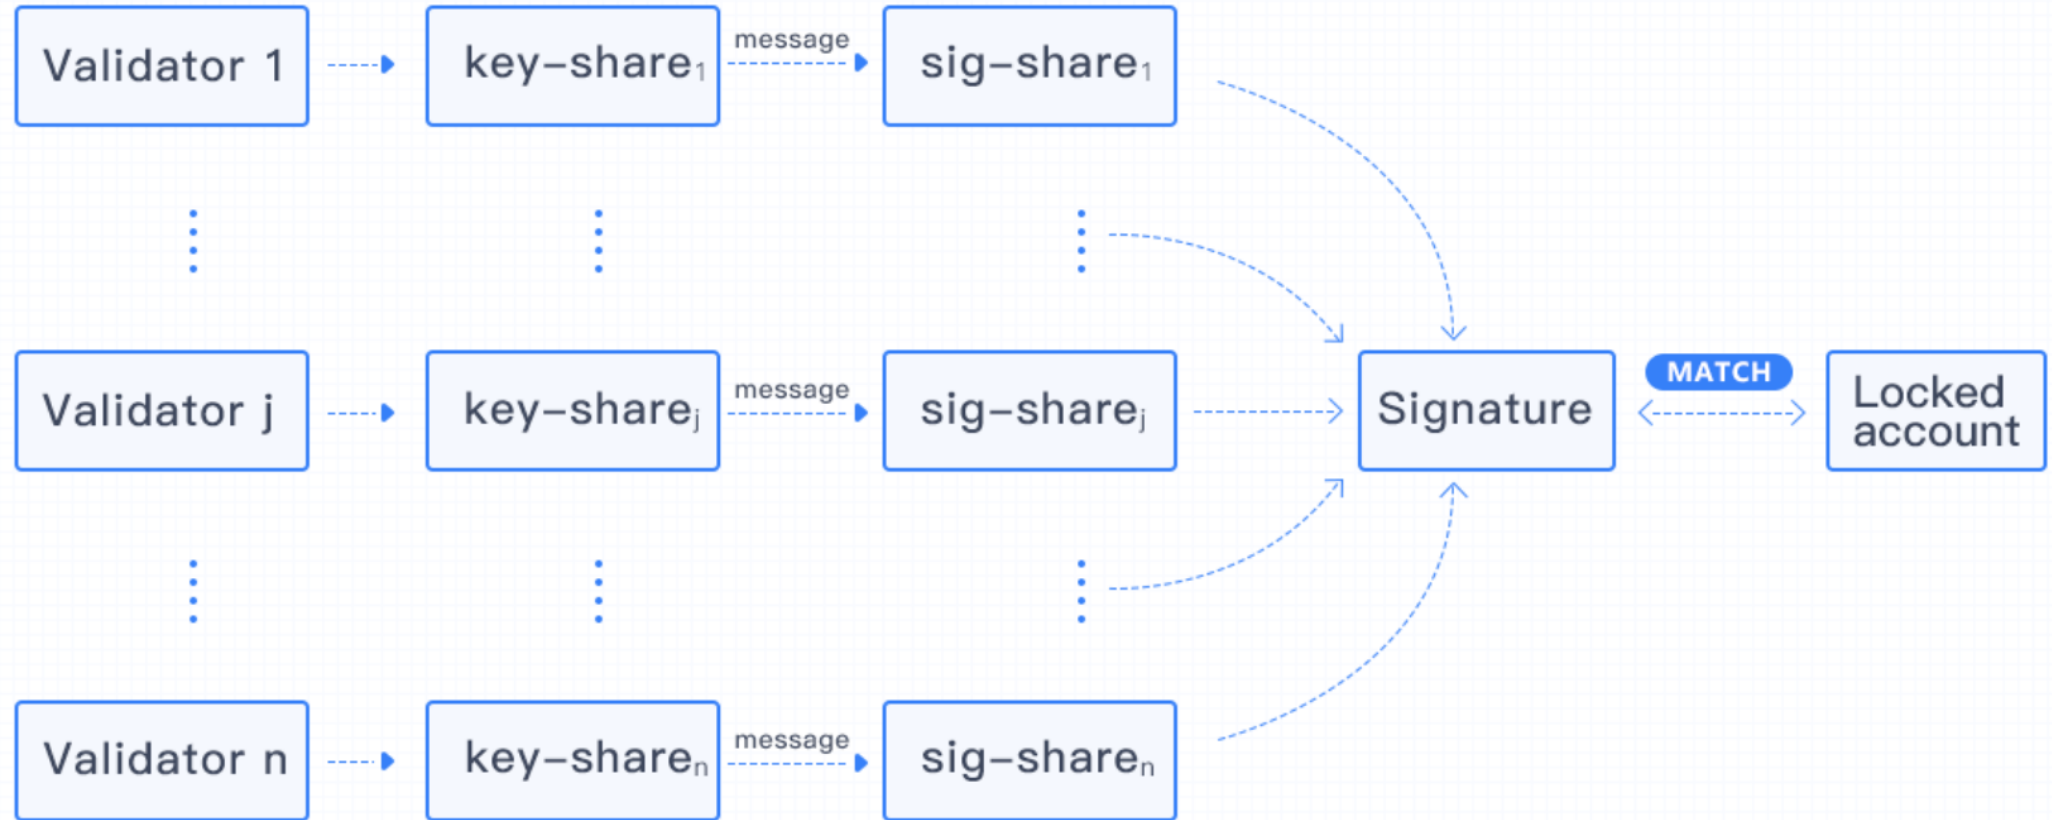 Validator 1
key–share₁
message
sig–share₁
Validator j
key–shareⱼ
message
sig–shareⱼ
Signature
MATCH
Locked
account
Validator n
key–shareₙ
message
sig–shareₙ